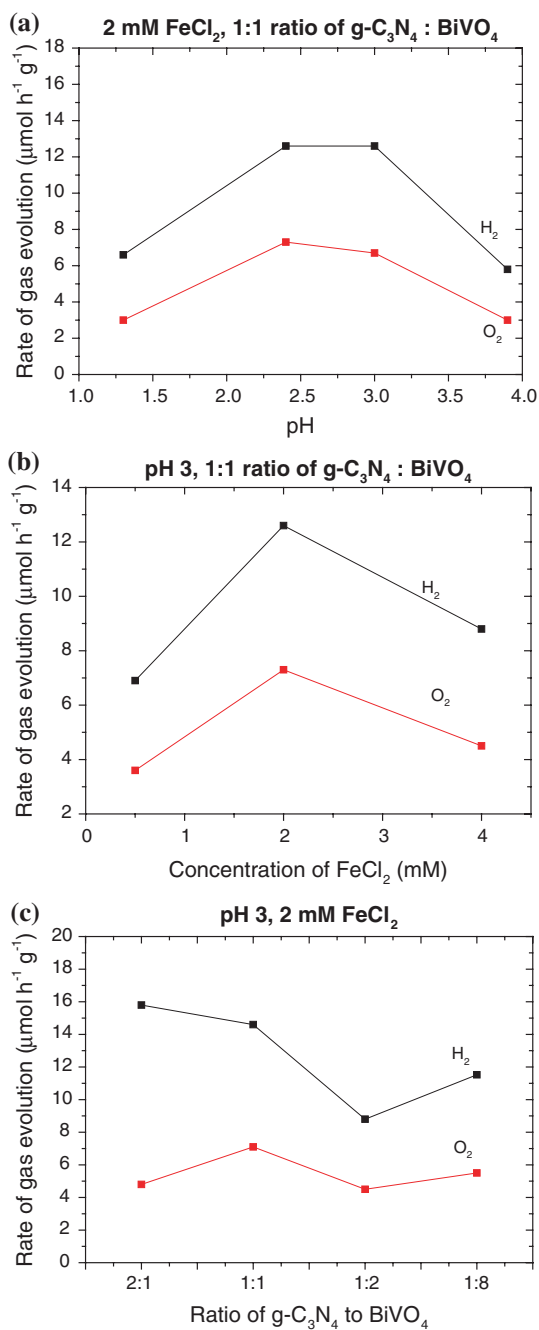 (a)
2 mM FeCl₂, 1:1 ratio of g-C₃N₄ : BiVO₄
18
16
14
12
10
8
6
4
2
0
Rate of gas evolution (μmol h⁻¹ g⁻¹)
H₂
O₂
1.0 1.5 2.0 2.5 3.0 3.5 4.0
pH
(b)
pH 3, 1:1 ratio of g-C₃N₄ : BiVO₄
14
12
10
8
6
4
2
Rate of gas evolution (μmol h⁻¹ g⁻¹)
H₂
O₂
0 1 2 3 4
Concentration of FeCl₂ (mM)
(c)
pH 3, 2 mM FeCl₂
20
18
16
14
12
10
8
6
4
2
0
Rate of gas evolution (μmol h⁻¹ g⁻¹)
H₂
O₂
2:1 1:1 1:2 1:8
Ratio of g-C₃N₄ to BiVO₄